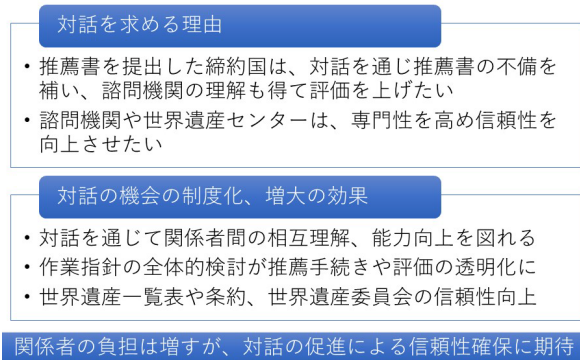 対話を求める理由
• 推薦書を提出した締約国は、対話を通じ推薦書の不備を
補い、諮問機関の理解も得て評価を上げたい
• 諮問機関や世界遺産センターは、専門性を高め信頼性を
向上させたい
対話の機会の制度化、増大の効果
• 対話を通じて関係者間の相互理解、能力向上を図れる
• 作業指針の全体的検討が推薦手続きや評価の透明化に
• 世界遺産一覧表や条約、世界遺産委員会の信頼性向上
関係者の負担は増すが、対話の促進による信頼性確保に期待